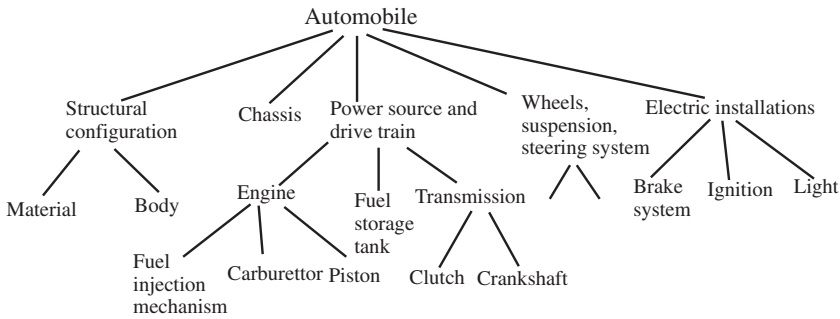 Automobile
Structural
configuration
Chassis
Power source and
drive train
Wheels,
suspension,
steering system
Electric installations
Material
Body
Engine
Fuel
storage
tank
Transmission
Brake
system
Ignition
Light
Fuel
injection
mechanism
Carburettor
Piston
Clutch
Crankshaft